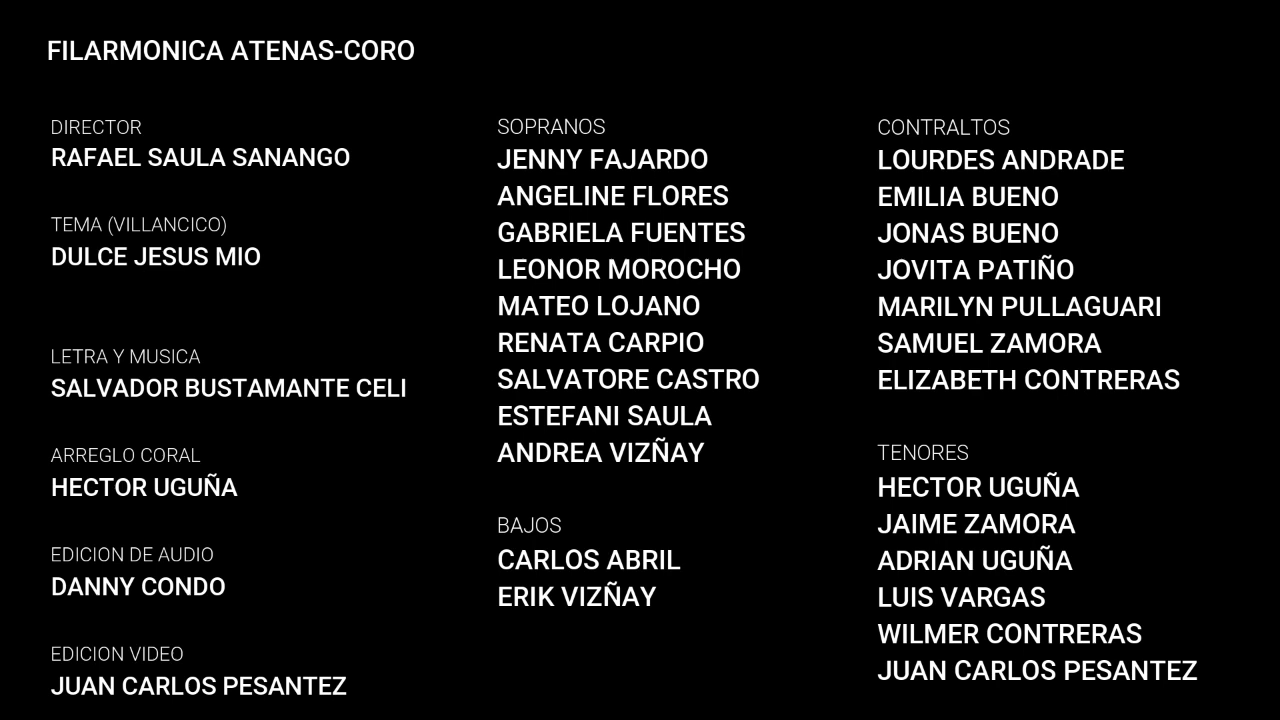 FILARMONICA ATENAS-CORO
DIRECTOR
RAFAEL SAULA SANANGO
TEMA (VILLANCICO)
DULCE JESUS MIO
LETRA Y MUSICA
SALVADOR BUSTAMANTE CELI
ARREGLO CORAL
HECTOR UGUÑA
EDICION DE AUDIO
DANNY CONDO
EDICION VIDEO
JUAN CARLOS PESANTEZ
SOPRANOS
JENNY FAJARDO
ANGELINE FLORES
GABRIELA FUENTES
LEONOR MOROCHO
MATEO LOJANO
RENATA CARPIO
SALVATORE CASTRO
ESTEFANI SAULA
ANDREA VIZÑAY
BAJOS
CARLOS ABRIL
ERIK VIZÑAY
CONTRALTOS
LOURDES ANDRADE
EMILIA BUENO
JONAS BUENO
JOVITA PATIÑO
MARILYN PULLAGUARI
SAMUEL ZAMORA
ELIZABETH CONTRERAS
TENORES
HECTOR UGUÑA
JAIME ZAMORA
ADRIAN UGUÑA
LUIS VARGAS
WILMER CONTRERAS
JUAN CARLOS PESANTEZ